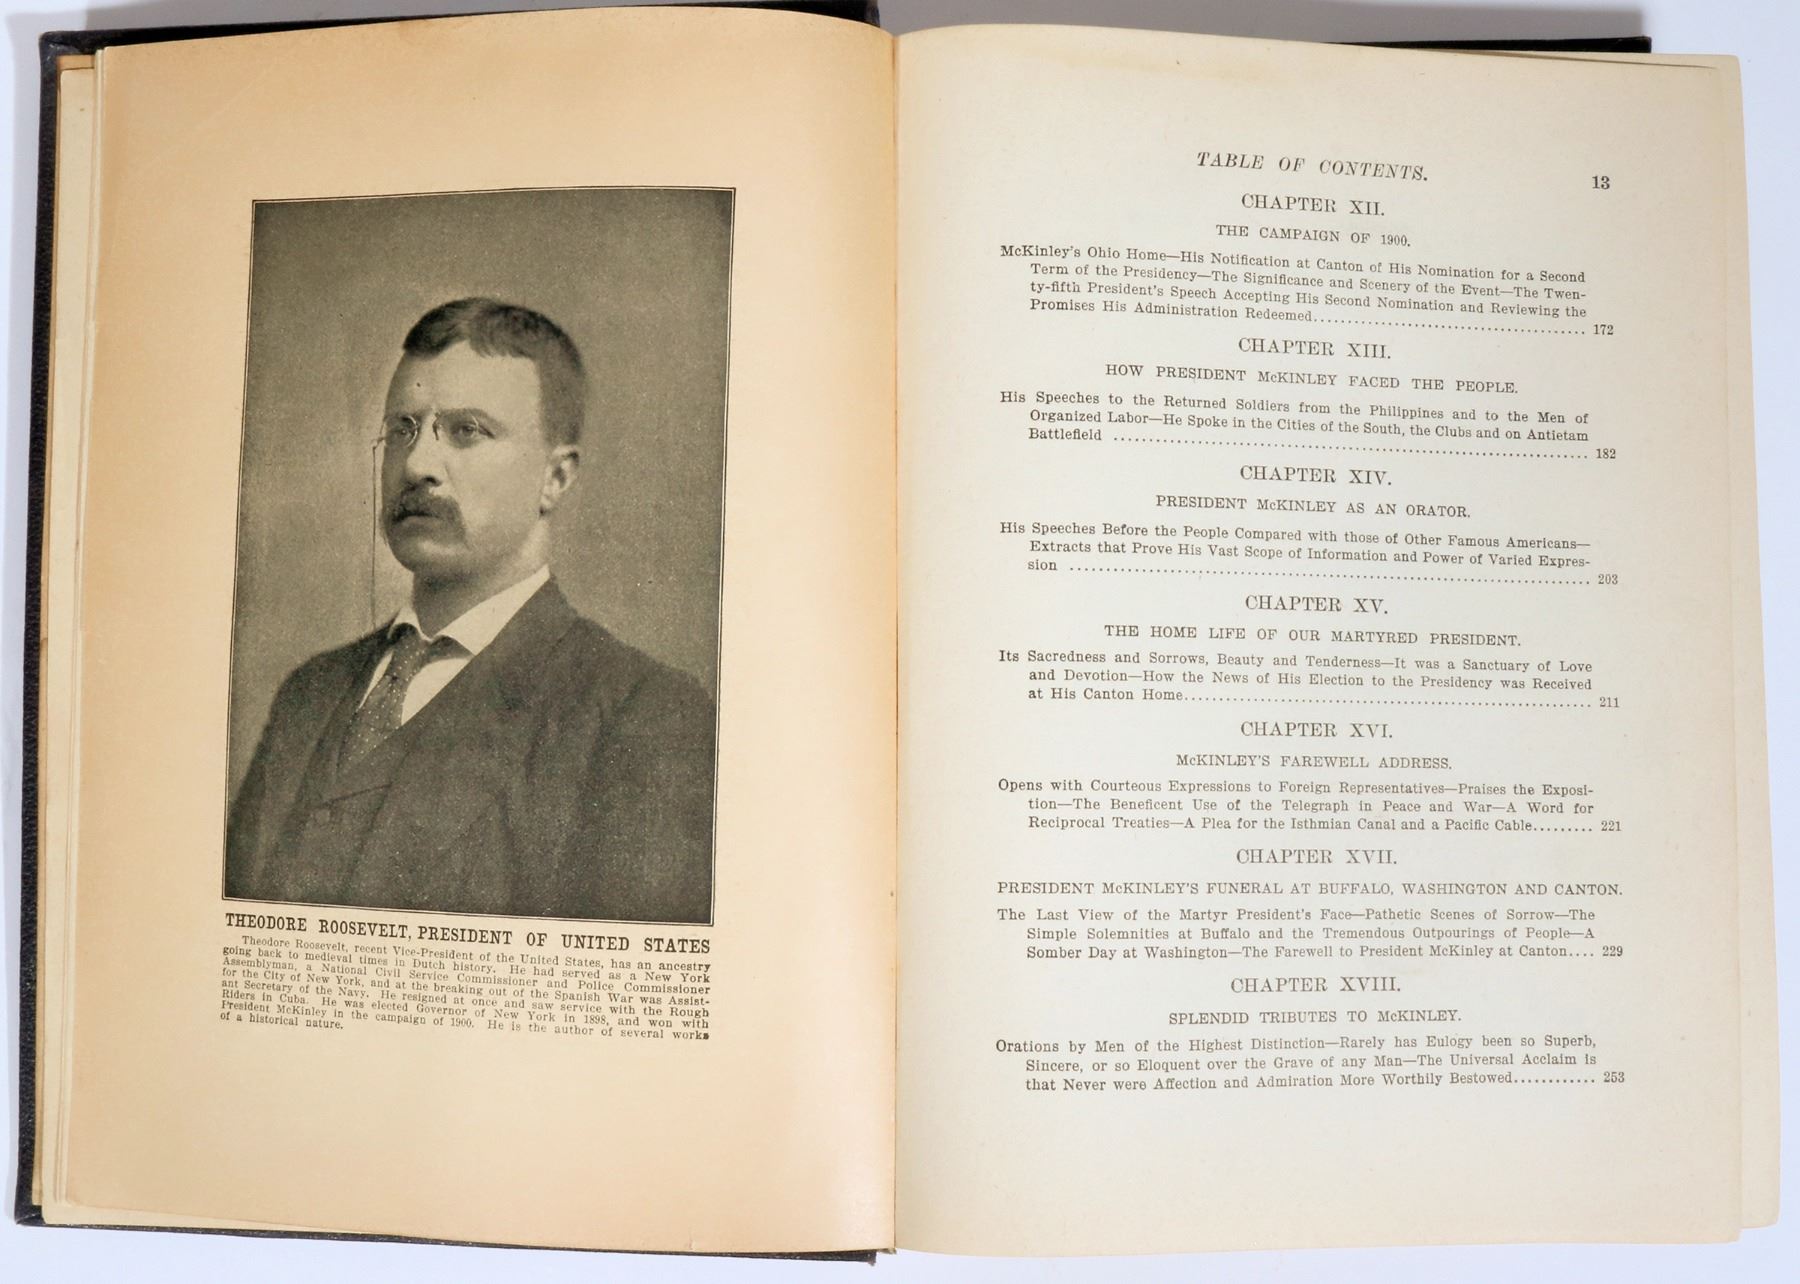 THEODORE ROOSEVELT, PRESIDENT OF UNITED STATES
Theodore Roosevelt, recent Vice-President of the United States, has an ancestry
going back to medieval times in Dutch history. He had served as a New York
Assemblyman, a National Civil Service Commissioner and Police Commissioner
for the City of New York, and at the breaking out of the Spanish War was Assist-
ant Secretary of the Navy. He resigned at once and saw service with the Rough
Riders in Cuba. He was elected Governor of New York in 1898, and won with
President McKinley in the campaign of 1900. He is the author of several works
of a historical nature.
TABLE OF CONTENTS.
13
CHAPTER XII.
THE CAMPAIGN OF 1900.
McKinley's Ohio Home—His Notification at Canton of His Nomination for a Second
Term of the Presidency—The Significance and Scenery of the Event—The Twen-
ty-fifth President's Speech Accepting His Second Nomination and Reviewing the
Promises His Administration Redeemed........................................ 172
CHAPTER XIII.
HOW PRESIDENT McKINLEY FACED THE PEOPLE.
His Speeches to the Returned Soldiers from the Philippines and to the Men of
Organized Labor—He Spoke in the Cities of the South, the Clubs and on Antietam
Battlefield ........................................................................ 182
CHAPTER XIV.
PRESIDENT McKINLEY AS AN ORATOR.
His Speeches Before the People Compared with those of Other Famous Americans—
Extracts that Prove His Vast Scope of Information and Power of Varied Expres-
sion ............................................................................... 203
CHAPTER XV.
THE HOME LIFE OF OUR MARTYRED PRESIDENT.
Its Sacredness and Sorrows, Beauty and Tenderness—It was a Sanctuary of Love
and Devotion—How the News of His Election to the Presidency was Received
at His Canton Home............................................................ 211
CHAPTER XVI.
McKINLEY'S FAREWELL ADDRESS.
Opens with Courteous Expressions to Foreign Representatives—Praises the Exposi-
tion—The Beneficent Use of the Telegraph in Peace and War—A Word for
Reciprocal Treaties—A Plea for the Isthmian Canal and a Pacific Cable......... 221
CHAPTER XVII.
PRESIDENT McKINLEY'S FUNERAL AT BUFFALO, WASHINGTON AND CANTON.
The Last View of the Martyr President's Face—Pathetic Scenes of Sorrow—The
Simple Solemnities at Buffalo and the Tremendous Outpourings of People—A
Somber Day at Washington—The Farewell to President McKinley at Canton.... 229
CHAPTER XVIII.
SPLENDID TRIBUTES TO McKINLEY.
Orations by Men of the Highest Distinction—Rarely has Eulogy been so Superb,
Sincere, or so Eloquent over the Grave of any Man—The Universal Acclaim is
that Never were Affection and Admiration More Worthily Bestowed............ 253